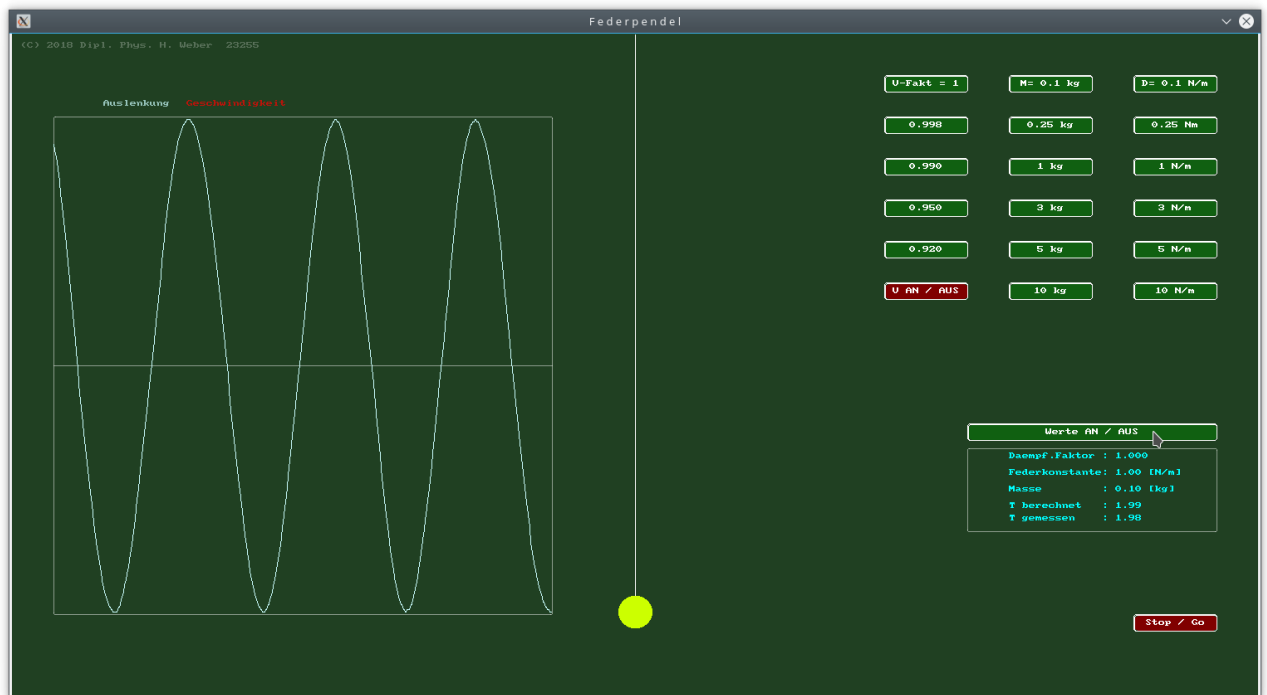 Federpendel
(C) 2018 Dipl. Phys. H. Weber 23255
Auslenkung Geschwindigkeit
V-Fakt = 1 M= 0.1 kg D= 0.1 N/m
0.998 0.25 kg 0.25 Nm
0.990 1 kg 1 N/m
0.950 3 kg 3 N/m
0.920 5 kg 5 N/m
V AN / AUS 10 kg 10 N/m
Werte AN / AUS
Daempf.Faktor : 1.000
Federkonstante: 1.00 [N/m]
Masse : 0.10 [kg]
T berechnet : 1.99
T gemessen : 1.98
Stop / Go